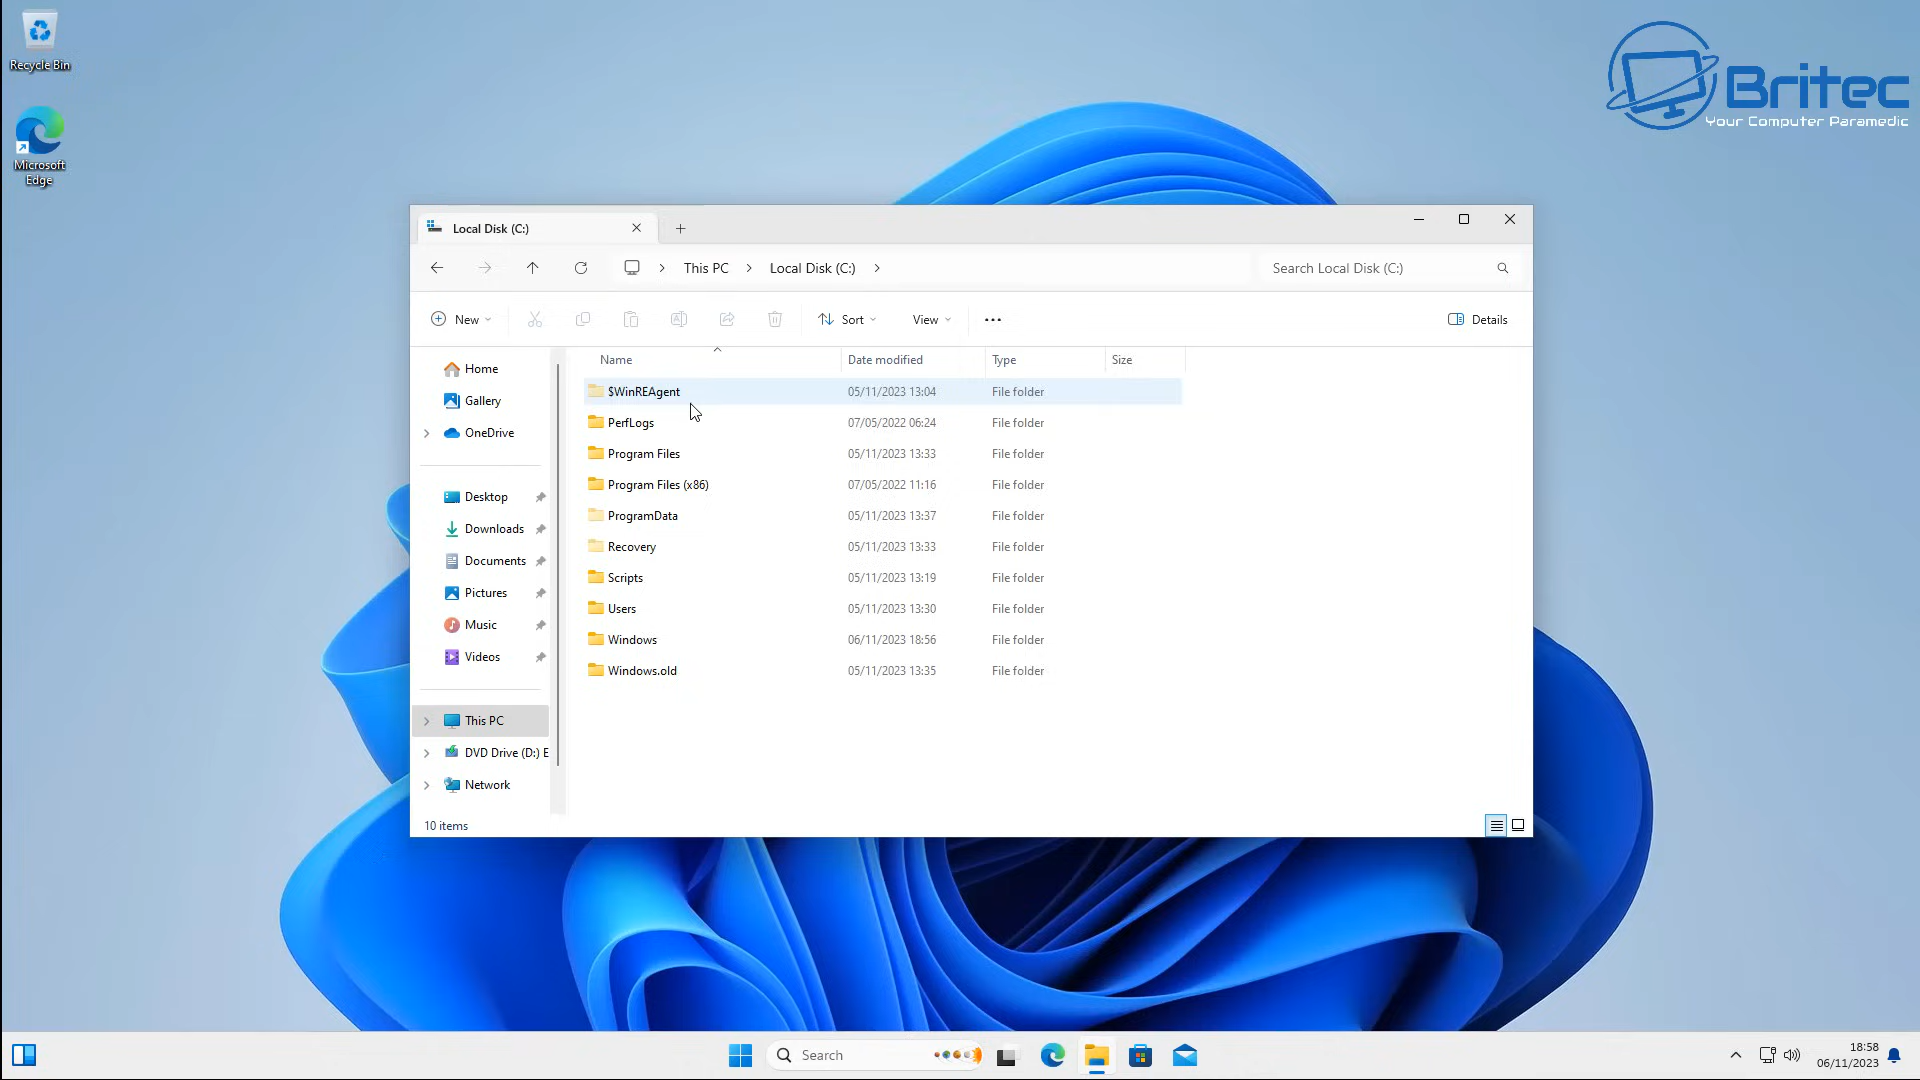 Recycle Bin
Microsoft
Edge
Britec
Your Computer Paramedic
Local Disk (C:)
This PC
Local Disk (C:)
Search Local Disk (C:)
New
Sort
View
Details
Name
Date modified
Type
Size
Home
Gallery
OneDrive
Desktop
Downloads
Documents
Pictures
Music
Videos
This PC
DVD Drive (D:) E
Network
$WinREAgent 05/11/2023 13:04 File folder
PerfLogs 07/05/2022 06:24 File folder
Program Files 05/11/2023 13:33 File folder
Program Files (x86) 07/05/2022 11:16 File folder
ProgramData 05/11/2023 13:37 File folder
Recovery 05/11/2023 13:33 File folder
Scripts 05/11/2023 13:19 File folder
Users 05/11/2023 13:30 File folder
Windows 06/11/2023 18:56 File folder
Windows.old 05/11/2023 13:35 File folder
10 items
Search
18:58
06/11/2023